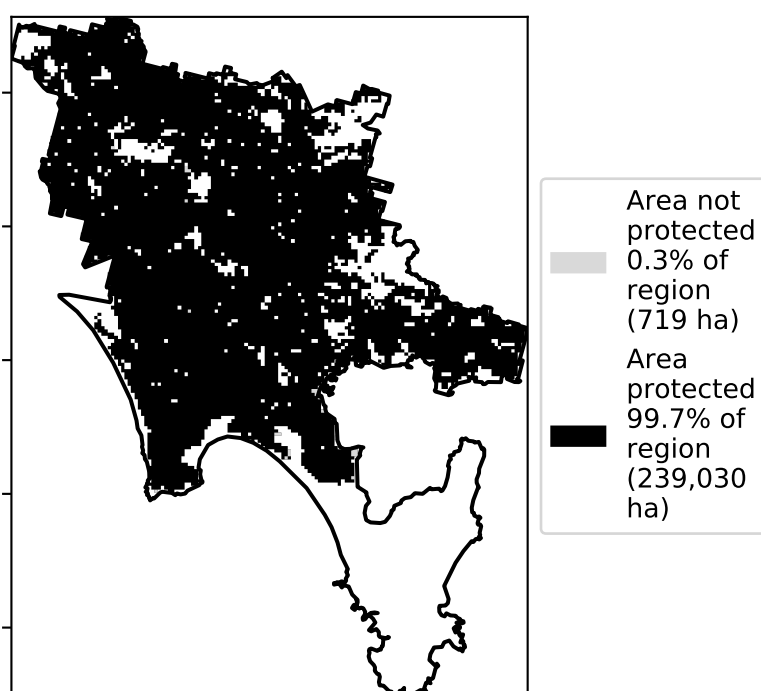 Area not
protected
0.3% of
region
(719 ha)
Area
protected
99.7% of
region
(239,030
ha)